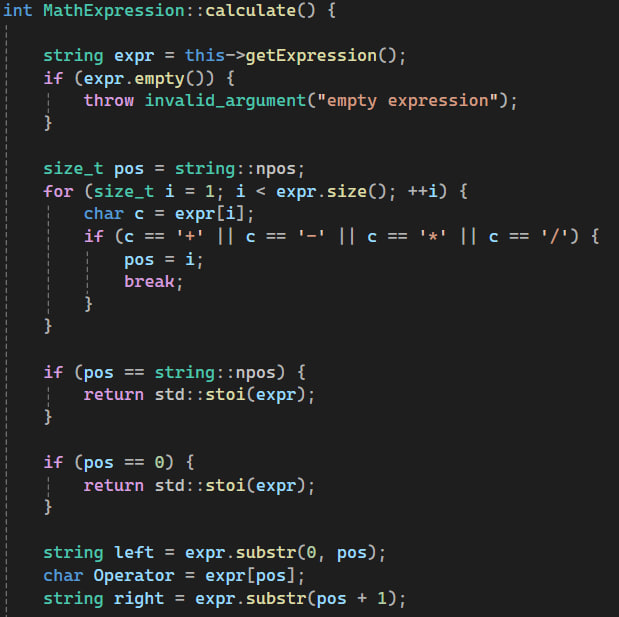 int MathExpression::calculate() {
string expr = this->getExpression();
if (expr.empty()) {
throw invalid_argument("empty expression");
}
size_t pos = string::npos;
for (size_t i = 1; i < expr.size(); ++i) {
char c = expr[i];
if (c == '+' || c == '-' || c == '*' || c == '/') {
pos = i;
break;
}
}
if (pos == string::npos) {
return std::stoi(expr);
}
if (pos == 0) {
return std::stoi(expr);
}
string left = expr.substr(0, pos);
char Operator = expr[pos];
string right = expr.substr(pos + 1);